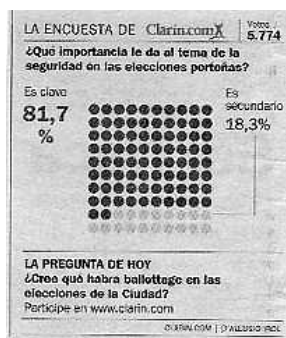 LA ENCUESTA DE Clarín.com
Votos
5.774
¿Qué importancia le da al tema de la
seguridad en las elecciones porteñas?
Es clave
81,7
%
Es
secundario
18,3%
LA PREGUNTA DE HOY
¿Cree que habrá ballottage en las
elecciones de la Ciudad?
Participe en www.clarin.com
CLARIN.COM